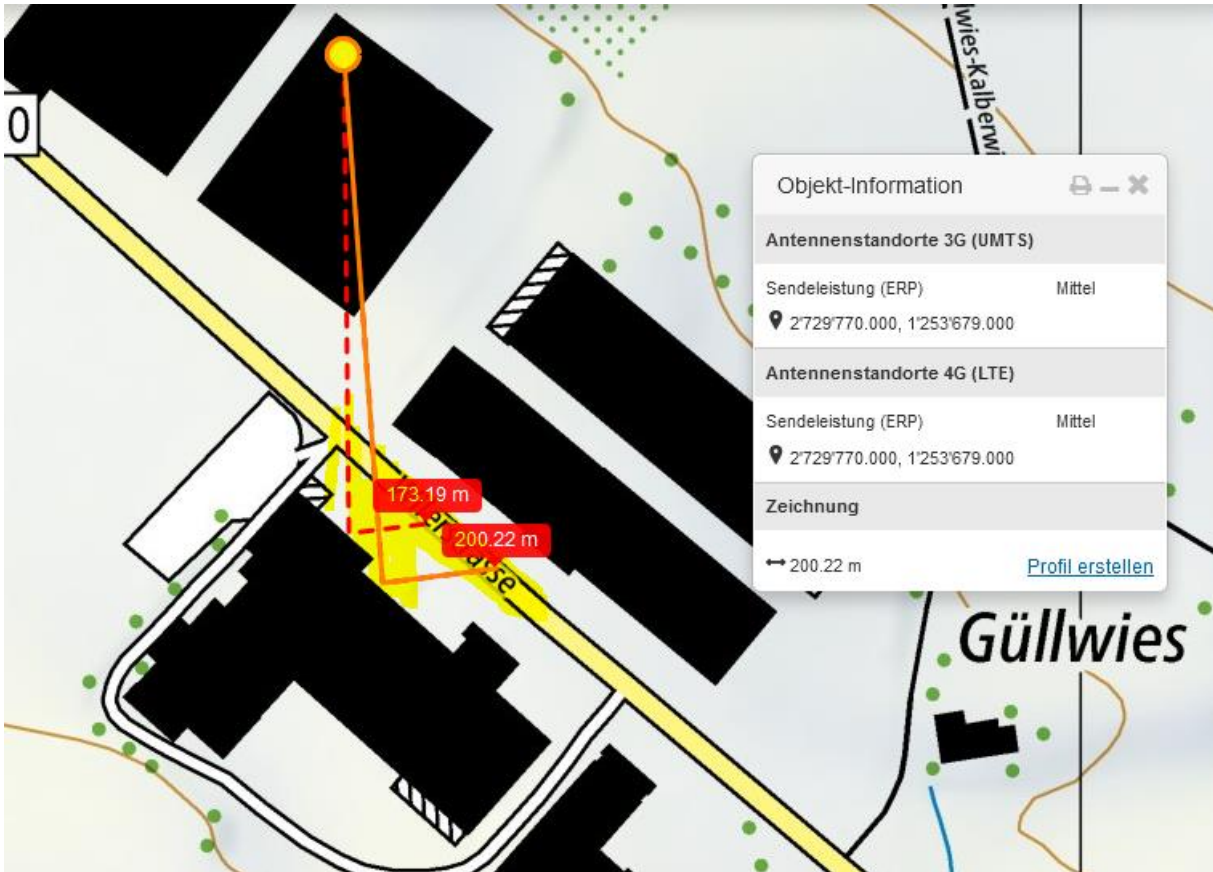 0
Objekt-Information
Antennenstandorte 3G (UMTS)
Sendeleistung (ERP) Mittel
2'729'770.000, 1'253'679.000
Antennenstandorte 4G (LTE)
Sendeleistung (ERP) Mittel
2'729'770.000, 1'253'679.000
Zeichnung
200.22 m Profil erstellen
173.19 m
200.22 m
Güllwies